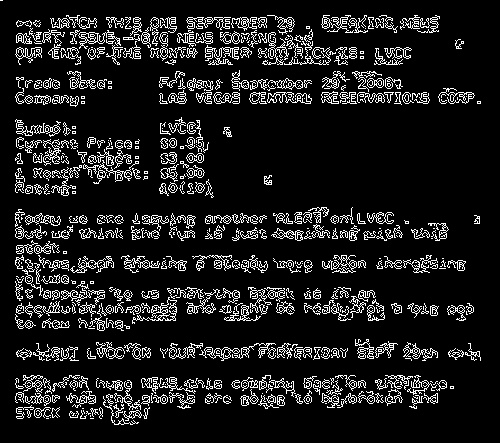 WATCH THIS ONE SEPTEMBER 29 . BREAKING NEWS
ALERT ISSUE - BIG NEWS COMING
OUR END OF THE MONTH SUPER HOT PICK IS: LVCC
Trade Date: Friday, September 29, 2006
Company: LAS VEGAS CENTRAL RESERVATIONS CORP.
Symbol: LVCC
Current Price: $0.95
1 Week Target: $3.00
1 Month Target: $5.00
Rating: 10(10)
Today we are issuing another ALERT on LVCC .
But we think the fun is just beginning with this
stock.
It has been showing a steady move up on increasing
volume...
It appears to us that the stock is in an
accumulation phase and might be ready for a big pop
to new highs.
PUT LVCC ON YOUR RADAR FOR FRIDAY SEPT 29th
Look for huge NEWS this company back on the move.
Rumor has the shorts are going to be broken and
STOCK will run!